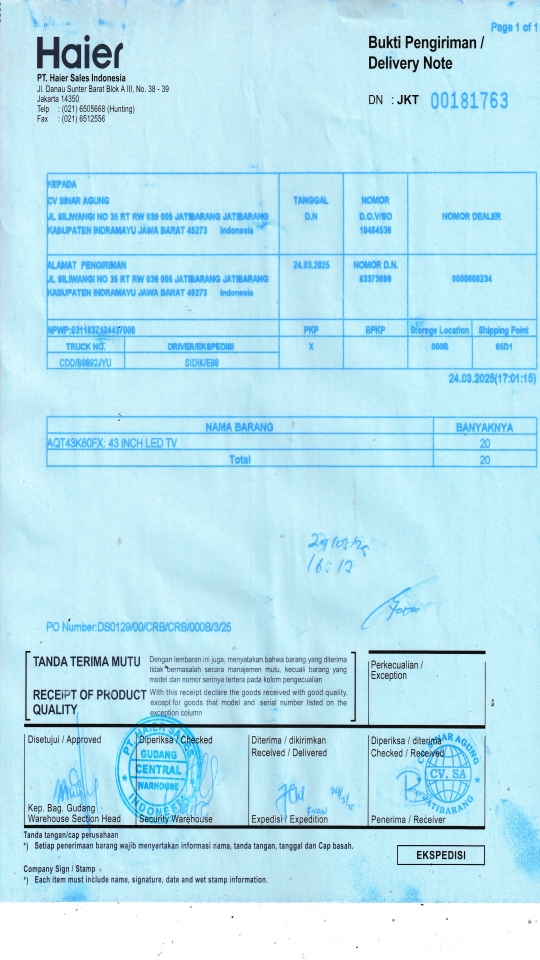 Page 1 of 1
Haier
Bukti Pengiriman /
Delivery Note
PT. Haier Sales Indonesia
Jl. Danau Sunter Barat Blok A III, No. 38 - 39
Jakarta 14350
Telp : (021) 6505668 (Hunting)
Fax : (021) 6512556
DN : JKT 00181763
KEPADA
CV SINAR AGUNG
JL SILIWANGI NO 35 RT RW 039 005 JATIBARANG JATIBARANG
KABUPATEN INDRAMAYU JAWA BARAT 45273 Indonesia
TANGGAL
D.N
NOMOR
D.O.V/SO
10484536
NOMOR DEALER
ALAMAT PENGIRIMAN
JL SILIWANGI NO 35 RT RW 039 005 JATIBARANG JATIBARANG
KABUPATEN INDRAMAYU JAWA BARAT 45273 Indonesia
24.03.2025
NOMOR D.N.
NPWP:
PKP
BPKP
Storage Location
Shipping Point
TRUCK NO.
DRIVER/EKSPEDISI
X
000B
65D1
SIDIK/E80
24.03.2025(17:01:15)
NAMA BARANG BANYAKNYA
AQT43K80FX: 43 INCH LED TV 20
Total 20
16:12
PO Number:DS0129/00/CRB/CRB/000B/3/25
TANDA TERIMA MUTU
Dengan lembaran ini juga, menyatakan bahwa barang yang diterima
tidak bermasalah secara manajemen mutu, kecuali barang yang
model dan nomor serinya tertera pada kolom pengecualian
RECEIPT OF PRODUCT
QUALITY
With this receipt declare the goods received with good quality,
except for goods that model and serial number listed on the
exception column
Perkecualian /
Exception
Disetujui / Approved
Diperiksa / Checked
Diterima / dikirimkan
Received / Delivered
Diperiksa / diterima
Checked / Received
PT. HAIER SALES
GUDANG
CENTRAL
WAREHOUSE
INDONESIA
CV. SINAR AGUNG
CV. SA
JATIBARANG
Kep. Bag. Gudang
Warehouse Section Head
Security Warehouse
Expedisi / Expedition
Penerima / Receiver
Tanda tangan/cap perusahaan
*) Setiap penerimaan barang wajib menyertakan informasi nama, tanda tangan, tanggal dan Cap basah.
EKSPEDISI
Company Sign / Stamp
*) Each item must include name, signature, date and wet stamp information.